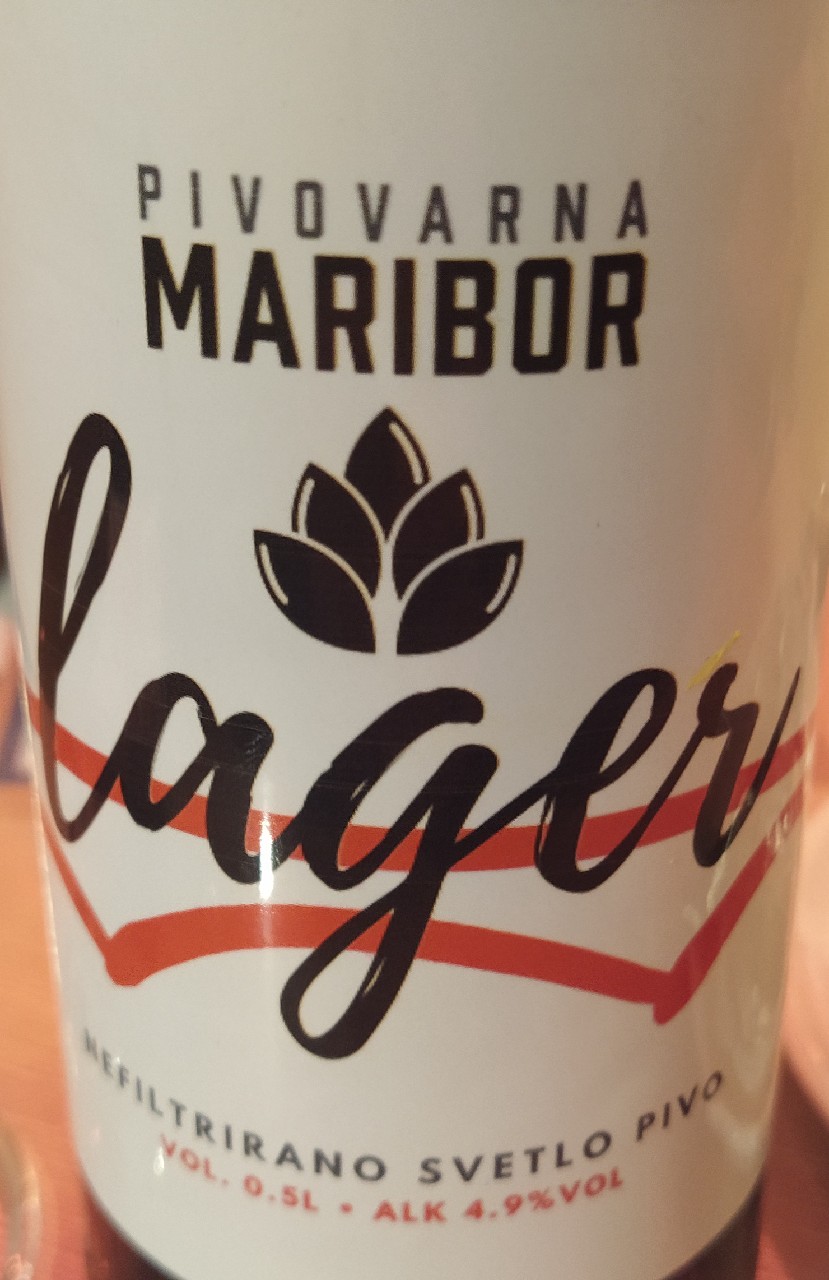 PIVOVARNA
MARIBOR
lager
NEFILTRIRANO SVETLO PIVO
VOL. 0.5L • ALK 4.9%VOL